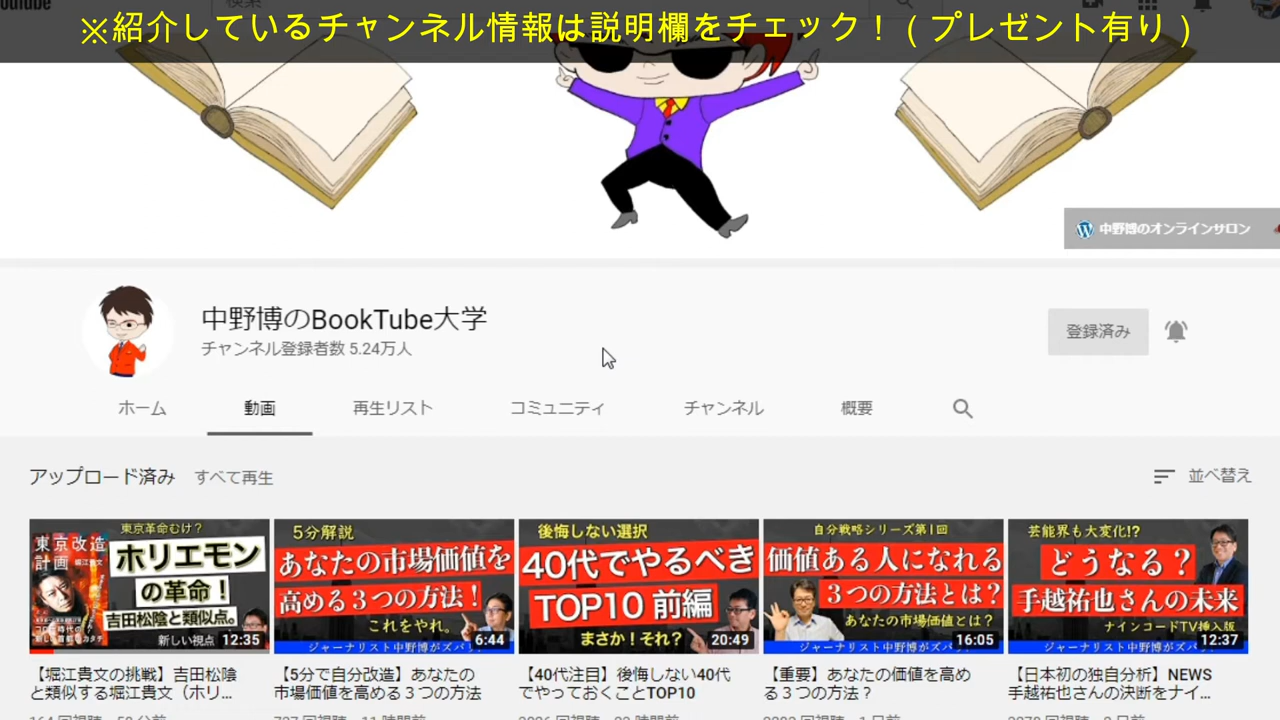 ※紹介しているチャンネル情報は説明欄をチェック！（プレゼント有り）
中野博のオンラインサロン
中野博のBookTube大学
チャンネル登録者数 5.24万人
登録済み
ホーム
動画
再生リスト
コミュニティ
チャンネル
概要
アップロード済み
すべて再生
並べ替え
東京革命むけ？
東京改造
計画
堀江貴文
ホリエモン
の革命！
吉田松陰と類似点。
新しい視点
12:35
5分解説
あなたの市場価値を
高める３つの方法！
これをやれ。
6:44
ジャーリスト中野博がズバリ
後悔しない選択
40代でやるべき
TOP10 前編
まさか！それ？
20:49
自分戦略シリーズ第1回
価値ある人になれる
３つの方法とは？
あなたの市場価値とは？
16:05
ジャーリスト中野博がズバリ
芸能界も大変化!?
どうなる？
手越祐也さんの未来
ナインコードTV挿入版
12:37
【堀江貴文の挑戦】吉田松陰
と類似する堀江貴文（ホリ...
【5分で自分改造】あなたの
市場価値を高める３つの方法
【40代注目】後悔しない40代
でやっておくことTOP10
【重要】あなたの価値を高め
る３つの方法？
【日本初の独自分析】NEWS
手越祐也さんの決断をナイ...